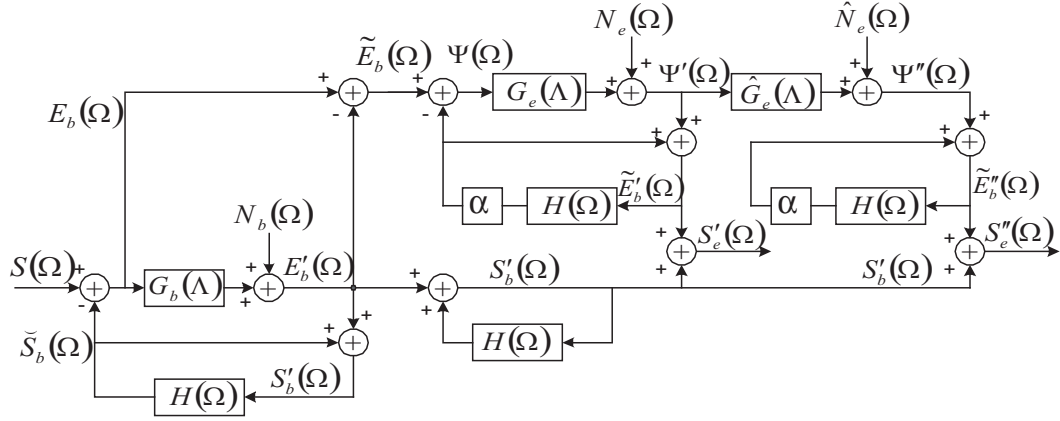 N_e(Ω)
N̂_e(Ω)
Ẽ_b(Ω)
Ψ(Ω)
Ψ′(Ω)
Ψ″(Ω)
+
+
+
+
+
+
G_e(Λ)
Ĝ_e(Λ)
+
+
E_b(Ω)
-
-
+
+
+
+
α
H(Ω)
Ẽ′_b(Ω)
α
H(Ω)
Ẽ″_b(Ω)
N_b(Ω)
+
S′_e(Ω)
+
S″_e(Ω)
S(Ω)
+
+
E′_b(Ω)
+
S′_b(Ω)
+
S′_b(Ω)
+
G_b(Λ)
+
-
+
+
S̆_b(Ω)
+
H(Ω)
H(Ω)
S′_b(Ω)